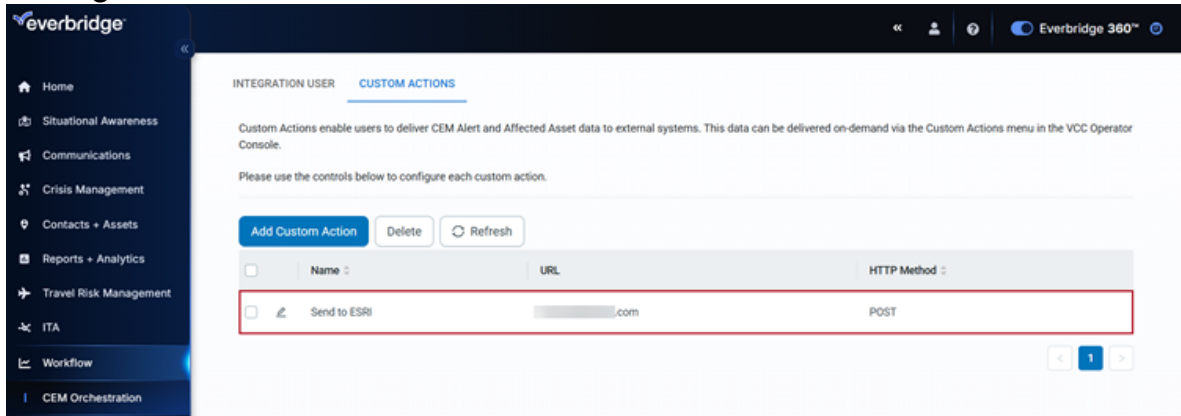 everbridge
Everbridge 360™
Home
Situational Awareness
Communications
Crisis Management
Contacts + Assets
Reports + Analytics
Travel Risk Management
ITA
Workflow
CEM Orchestration
INTEGRATION USER CUSTOM ACTIONS
Custom Actions enable users to deliver CEM Alert and Affected Asset data to external systems. This data can be delivered on-demand via the Custom Actions menu in the VCC Operator
Console.
Please use the controls below to configure each custom action.
Add Custom Action Delete Refresh
Name URL HTTP Method
Send to ESRI .com POST
1